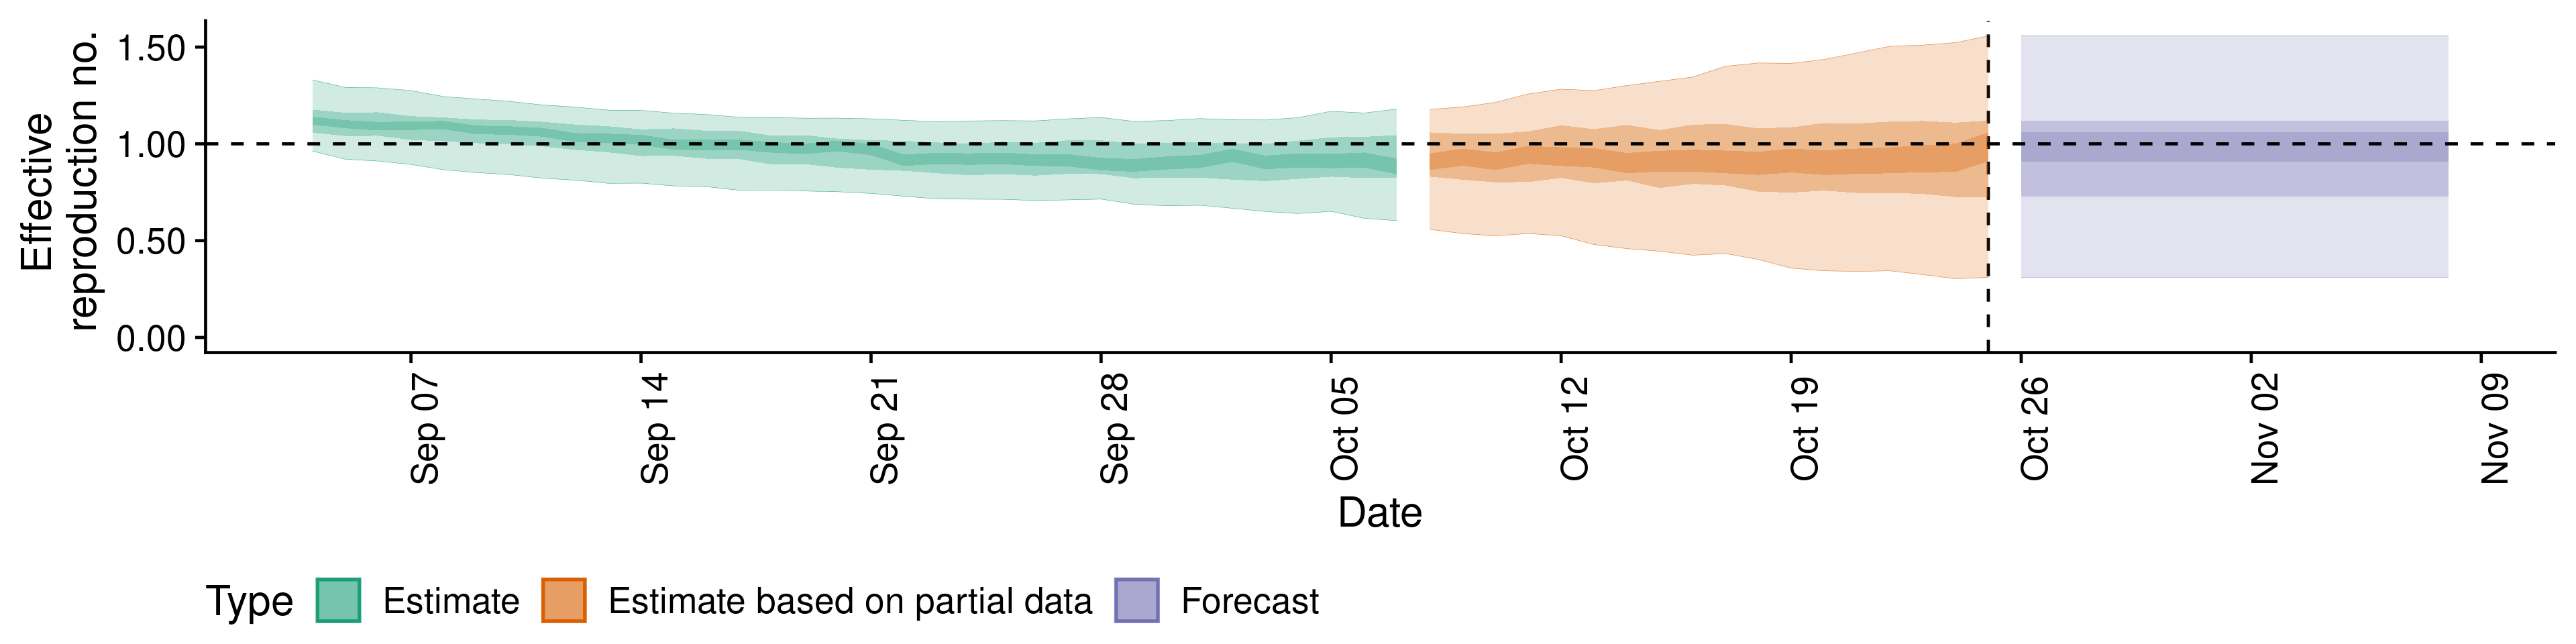 Effective
reproduction no.
1.50
1.00
0.50
0.00
Sep 07
Sep 14
Sep 21
Sep 28
Oct 05
Oct 12
Oct 19
Oct 26
Nov 02
Nov 09
Date
Type Estimate Estimate based on partial data Forecast